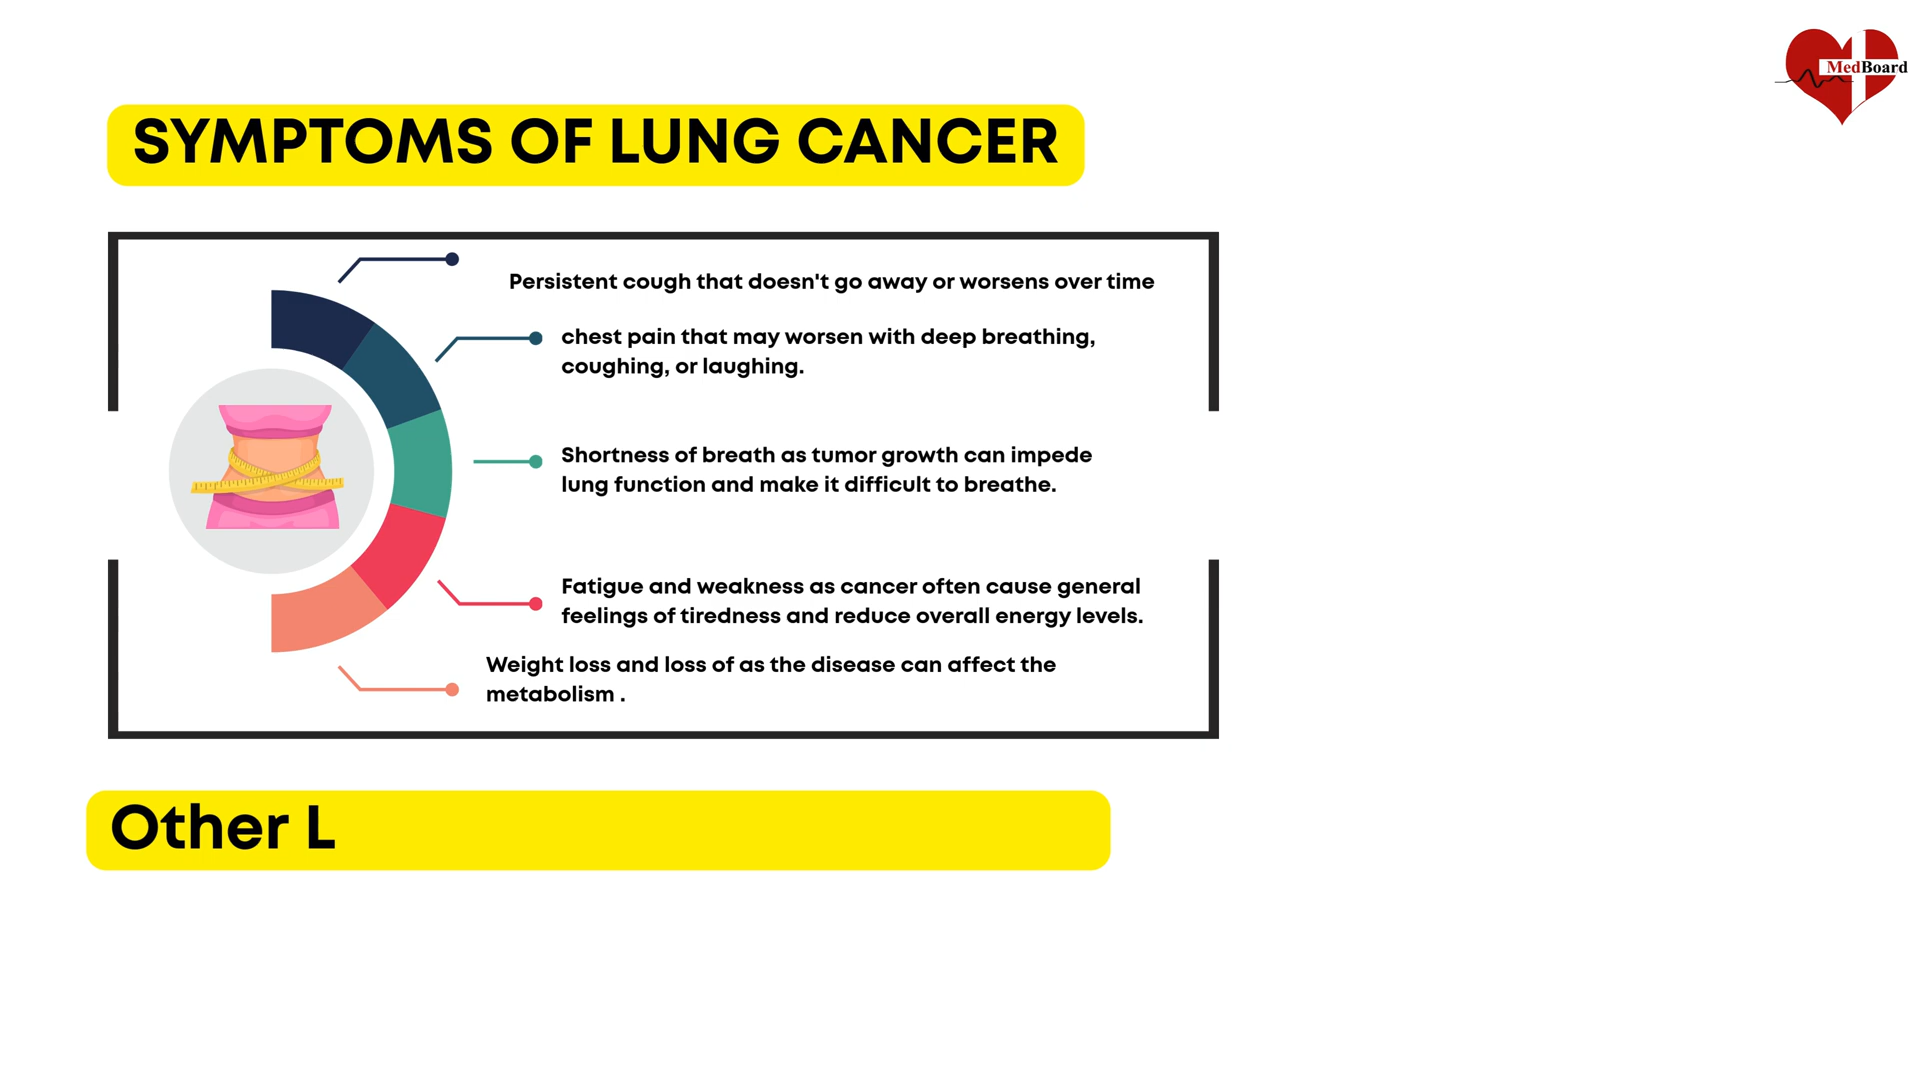 MedBoard
SYMPTOMS OF LUNG CANCER
Persistent cough that doesn't go away or worsens over time
chest pain that may worsen with deep breathing,
coughing, or laughing.
Shortness of breath as tumor growth can impede
lung function and make it difficult to breathe.
Fatigue and weakness as cancer often cause general
feelings of tiredness and reduce overall energy levels.
Weight loss and loss of as the disease can affect the
metabolism .
Other L